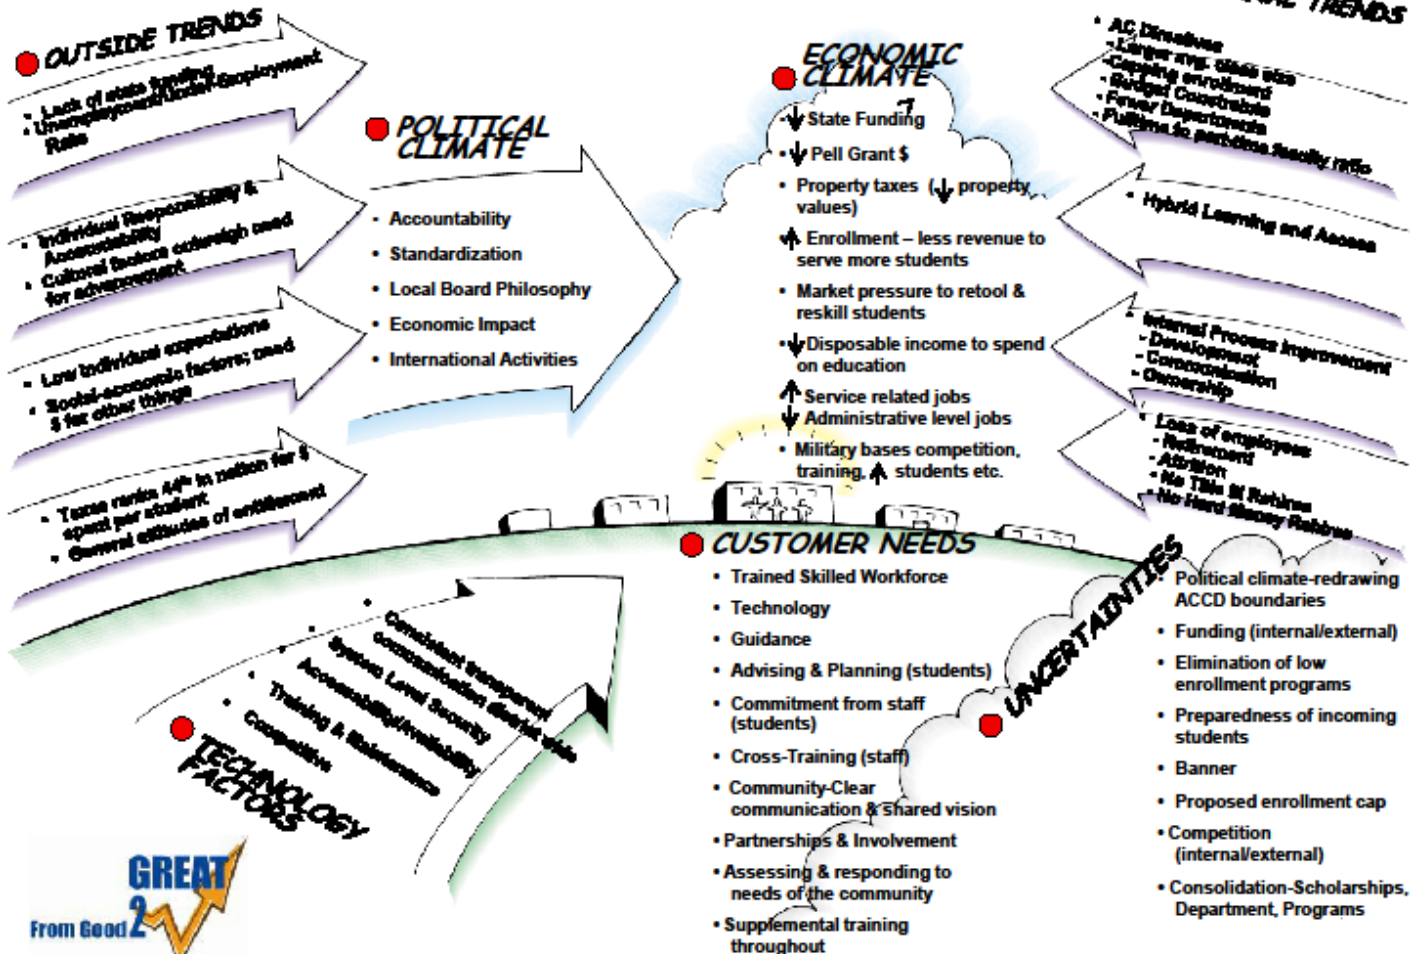 OUTSIDE TRENDS
• Lack of state funding
• Unemployment/Under-Employment
Rate
• Individual Responsibility &
Accountability
• Cultural factors outweigh need
for advancement
• Low individual expectations
• Social-economic factors; need
$ for other things
• Texas ranks 44th in nation for $
spent per student
• General attitudes of entitlement
POLITICAL
CLIMATE
• Accountability
• Standardization
• Local Board Philosophy
• Economic Impact
• International Activities
ECONOMIC
CLIMATE
• ↓ State Funding
• ↓ Pell Grant $
• Property taxes (↓ property
values)
• ↑ Enrollment – less revenue to
serve more students
• Market pressure to retool &
reskill students
• ↓ Disposable income to spend
on education
↑ Service related jobs
↓ Administrative level jobs
• Military bases competition,
training, ↑ students etc.
TRENDS
• AC Directives
- Larger avg. class size
- Capping enrollment
- Budget Constraints
- Fewer Departments
- Fulltime to part-time faculty ratio
• Hybrid Learning and Access
• Internal Process Improvement
- Development
- Communication
- Ownership
• Loss of employees
- Retirement
- Attrition
- No Title III Rehires
- No Hard Money Rehires
TECHNOLOGY
FACTORS
• Consistent transparent
communication district wide
• System Level Security
• Accessability/Availability
• Training & Maintenance
• Competitive
CUSTOMER NEEDS
• Trained Skilled Workforce
• Technology
• Guidance
• Advising & Planning (students)
• Commitment from staff
(students)
• Cross-Training (staff)
• Community-Clear
communication & shared vision
• Partnerships & Involvement
• Assessing & responding to
needs of the community
• Supplemental training
throughout
UNCERTAINTIES
• Political climate-redrawing
ACCD boundaries
• Funding (internal/external)
• Elimination of low
enrollment programs
• Preparedness of incoming
students
• Banner
• Proposed enrollment cap
• Competition
(internal/external)
• Consolidation-Scholarships,
Department, Programs
From Good 2 GREAT